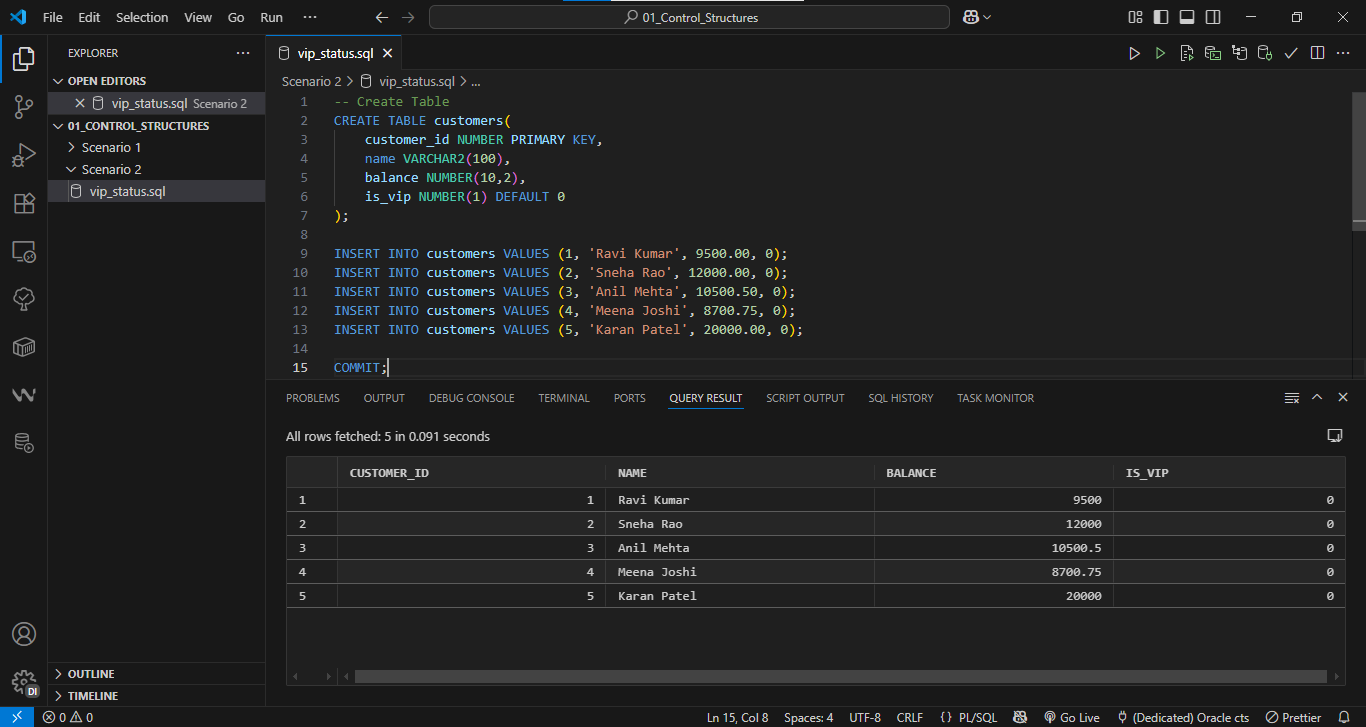 File Edit Selection View Go Run ··· 01_Control_Structures
EXPLORER ···
OPEN EDITORS
vip_status.sql Scenario 2
01_CONTROL_STRUCTURES
Scenario 1
Scenario 2
vip_status.sql
OUTLINE
TIMELINE
DI
vip_status.sql
Scenario 2 > vip_status.sql > ...
1 -- Create Table
2 CREATE TABLE customers(
3 customer_id NUMBER PRIMARY KEY,
4 name VARCHAR2(100),
5 balance NUMBER(10,2),
6 is_vip NUMBER(1) DEFAULT 0
7 );
8
9 INSERT INTO customers VALUES (1, 'Ravi Kumar', 9500.00, 0);
10 INSERT INTO customers VALUES (2, 'Sneha Rao', 12000.00, 0);
11 INSERT INTO customers VALUES (3, 'Anil Mehta', 10500.50, 0);
12 INSERT INTO customers VALUES (4, 'Meena Joshi', 8700.75, 0);
13 INSERT INTO customers VALUES (5, 'Karan Patel', 20000.00, 0);
14
15 COMMIT;
PROBLEMS OUTPUT DEBUG CONSOLE TERMINAL PORTS QUERY RESULT SCRIPT OUTPUT SQL HISTORY TASK MONITOR
All rows fetched: 5 in 0.091 seconds
CUSTOMER_ID NAME BALANCE IS_VIP
1 1 Ravi Kumar 9500 0
2 2 Sneha Rao 12000 0
3 3 Anil Mehta 10500.5 0
4 4 Meena Joshi 8700.75 0
5 5 Karan Patel 20000 0
0 0 Ln 15, Col 8 Spaces: 4 UTF-8 CRLF {} PL/SQL Go Live (Dedicated) Oracle cts Prettier